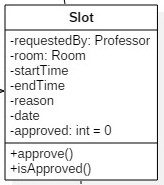 Slot
-requestedBy: Professor
-room: Room
-startTime
-endTime
-reason
-date
-approved: int = 0
+approve()
+isApproved()